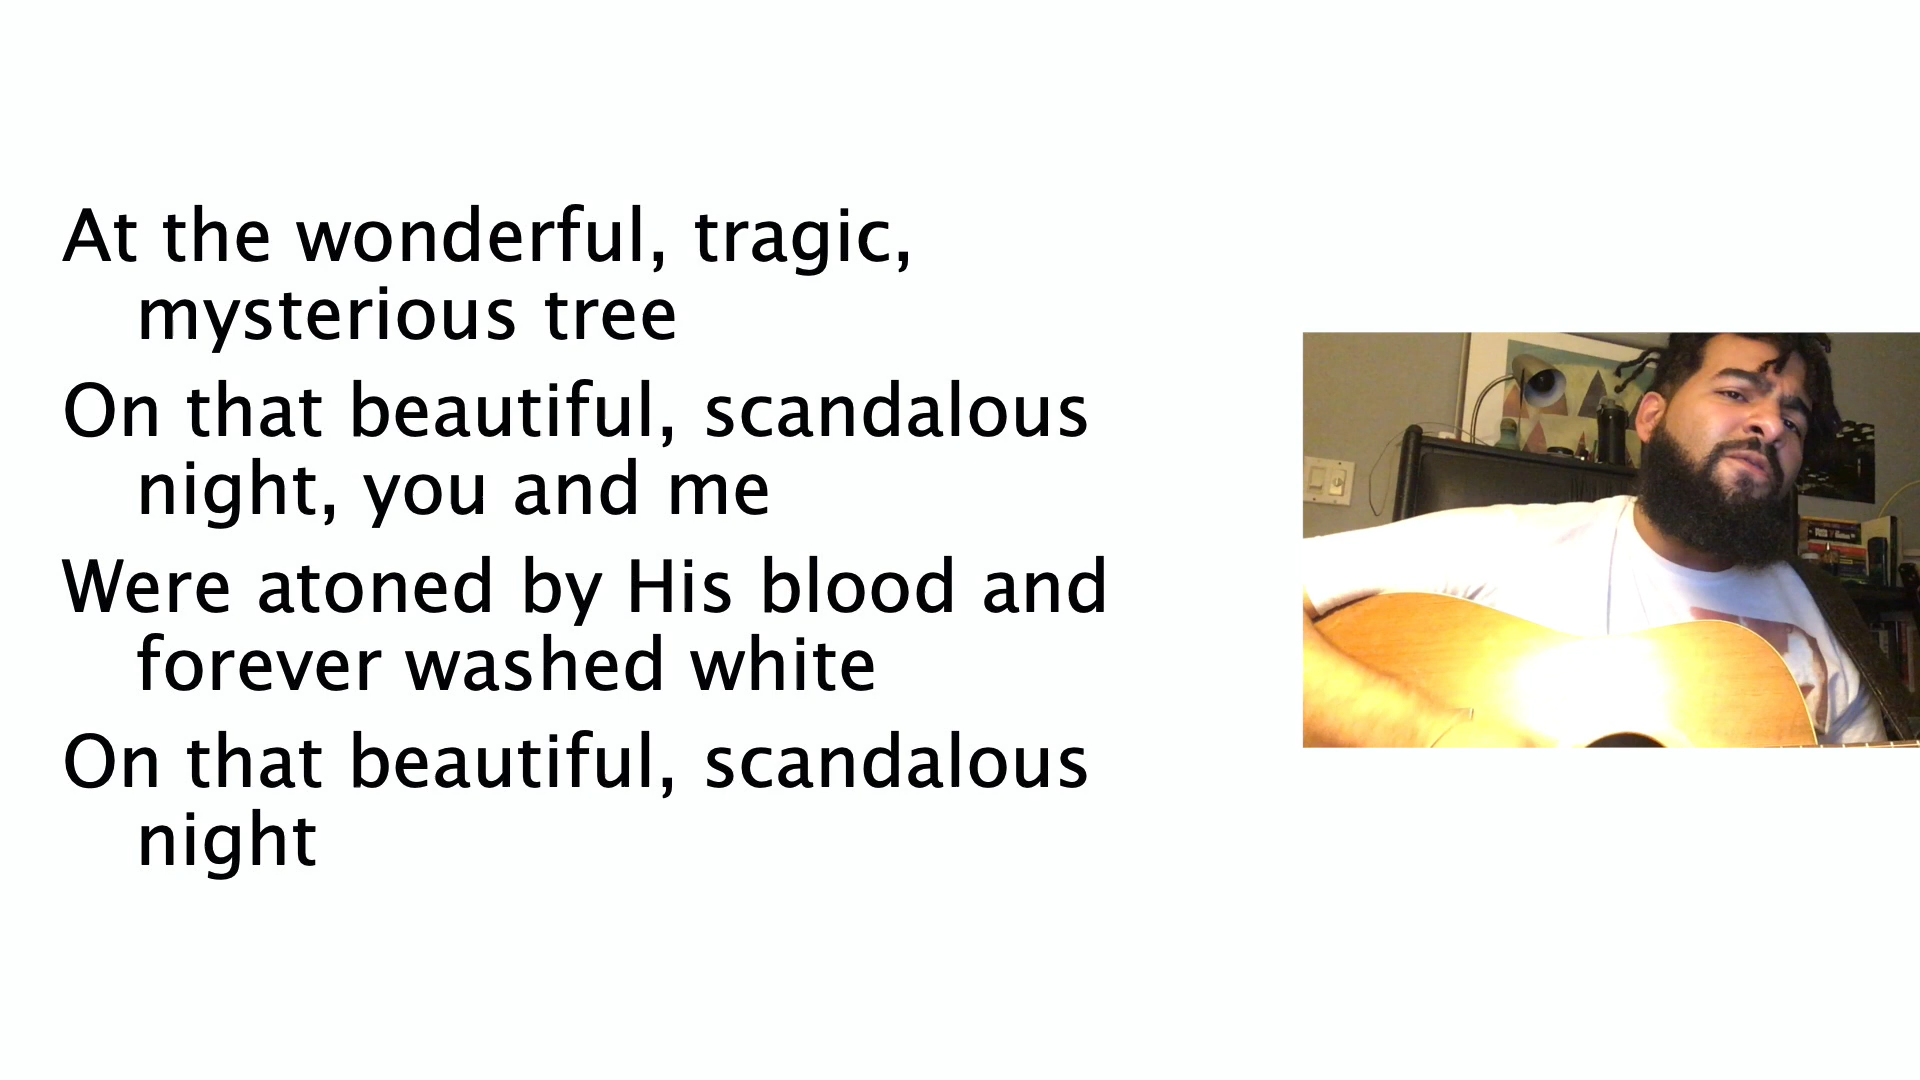 At the wonderful, tragic,
mysterious tree
On that beautiful, scandalous
night, you and me
Were atoned by His blood and
forever washed white
On that beautiful, scandalous
night